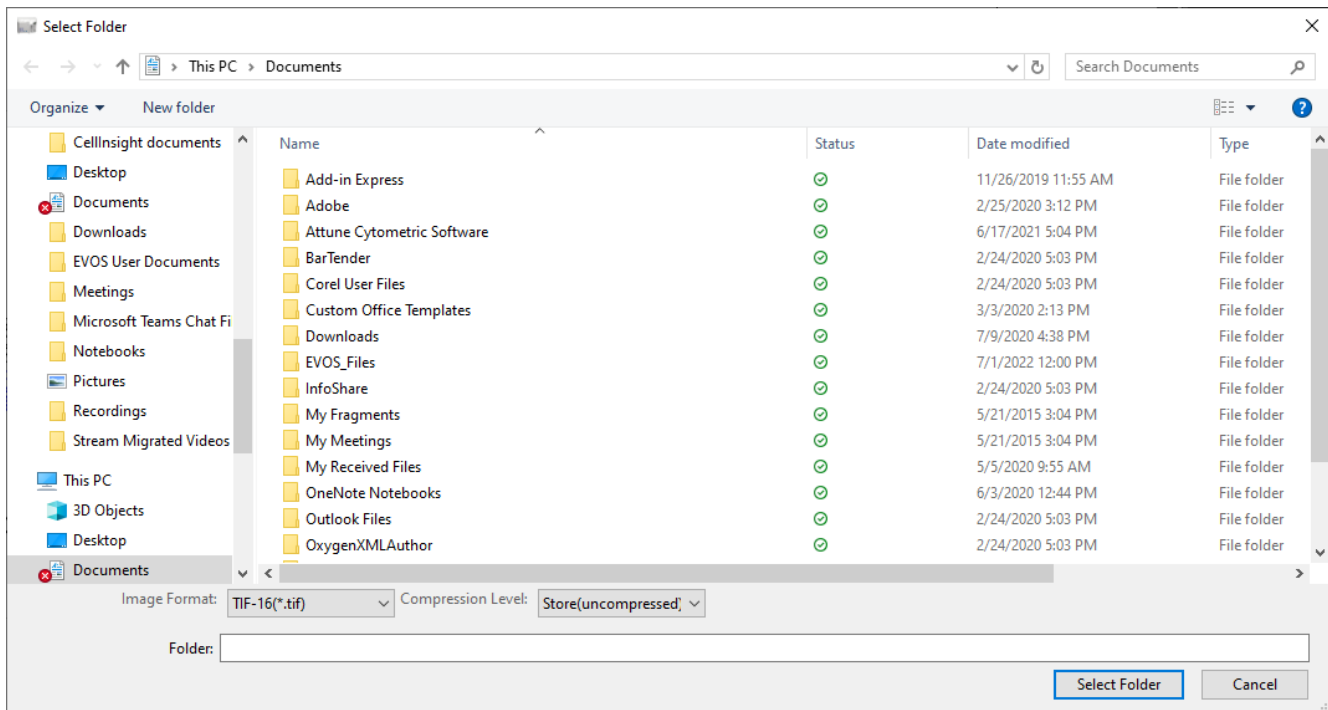 Select Folder
This PC > Documents
Search Documents
Organize
New folder
CellInsight documents
Desktop
Documents
Downloads
EVOS User Documents
Meetings
Microsoft Teams Chat Fi
Notebooks
Pictures
Recordings
Stream Migrated Videos
This PC
3D Objects
Desktop
Documents
Name Status Date modified Type
Add-in Express 11/26/2019 11:55 AM File folder
Adobe 2/25/2020 3:12 PM File folder
Attune Cytometric Software 6/17/2021 5:04 PM File folder
BarTender 2/24/2020 5:03 PM File folder
Corel User Files 2/24/2020 5:03 PM File folder
Custom Office Templates 3/3/2020 2:13 PM File folder
Downloads 7/9/2020 4:38 PM File folder
EVOS_Files 7/1/2022 12:00 PM File folder
InfoShare 2/24/2020 5:03 PM File folder
My Fragments 5/21/2015 3:04 PM File folder
My Meetings 5/21/2015 3:04 PM File folder
My Received Files 5/5/2020 9:55 AM File folder
OneNote Notebooks 6/3/2020 12:44 PM File folder
Outlook Files 2/24/2020 5:03 PM File folder
OxygenXMLAuthor 2/24/2020 5:03 PM File folder
Image Format: TIF-16(*.tif) Compression Level: Store(uncompressed)
Folder:
Select Folder Cancel